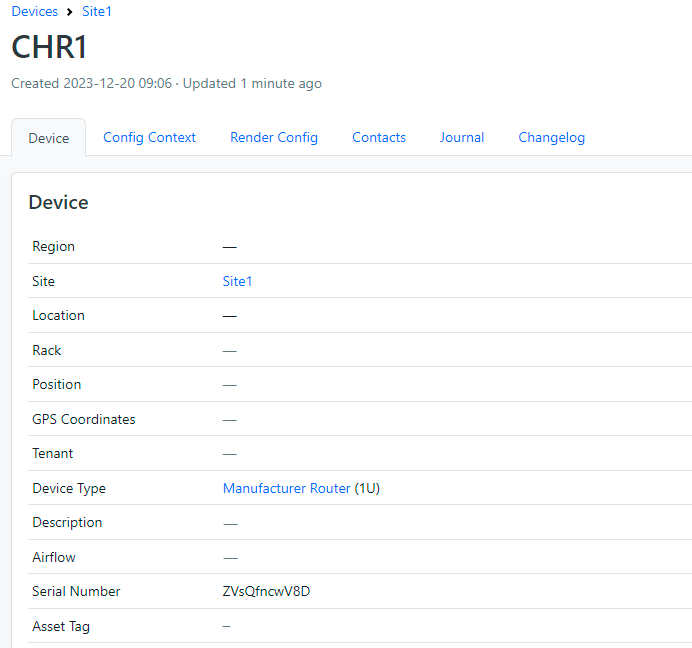 Devices > Site1
CHR1
Created 2023-12-20 09:06 · Updated 1 minute ago
Device Config Context Render Config Contacts Journal Changelog
Device
Region —
Site Site1
Location —
Rack —
Position —
GPS Coordinates —
Tenant —
Device Type Manufacturer Router (1U)
Description —
Airflow —
Serial Number ZVsQfncwV8D
Asset Tag –